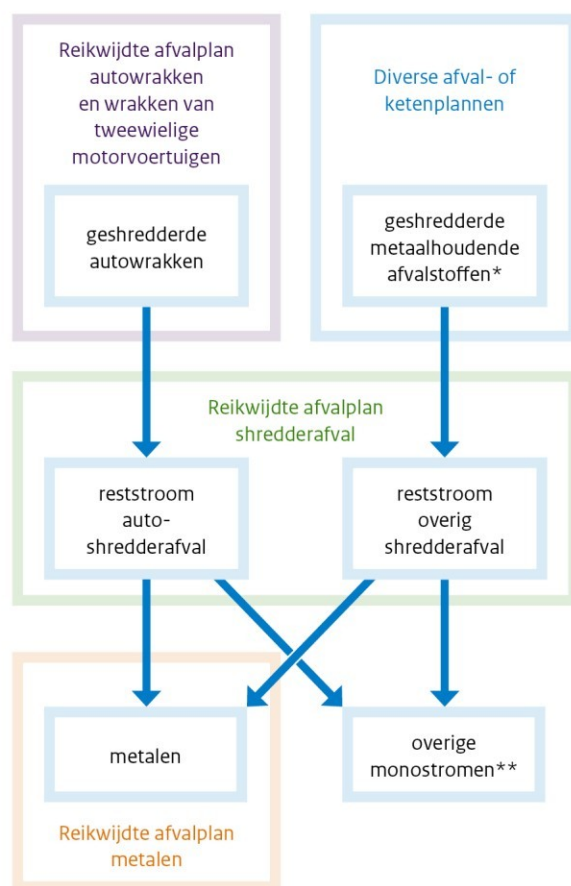 Reikwijdte afvalplan
autowrakken
en wrakken van
tweewielige
motorvoertuigen
geshredderde
autowrakken
Diverse afval- of
ketenplannen
geshredderde
metaalhoudende
afvalstoffen*
Reikwijdte afvalplan
shredderafval
reststroom
auto-
shredderafval
reststroom
overig
shredderafval
metalen
overige
monostromen**
Reikwijdte afvalplan
metalen